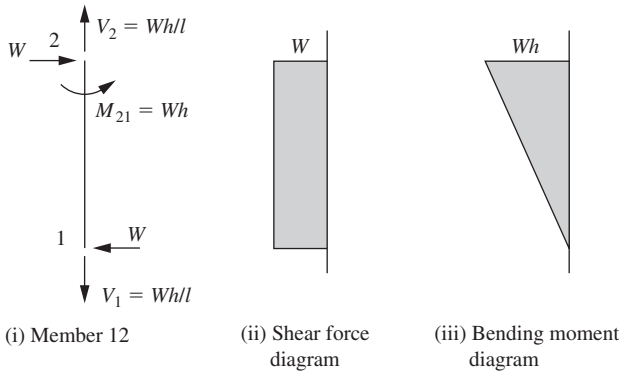 V₂ = Wh/l
W
2
M₂₁ = Wh
1
W
V₁ = Wh/l
(i) Member 12
W
(ii) Shear force
diagram
Wh
(iii) Bending moment
diagram